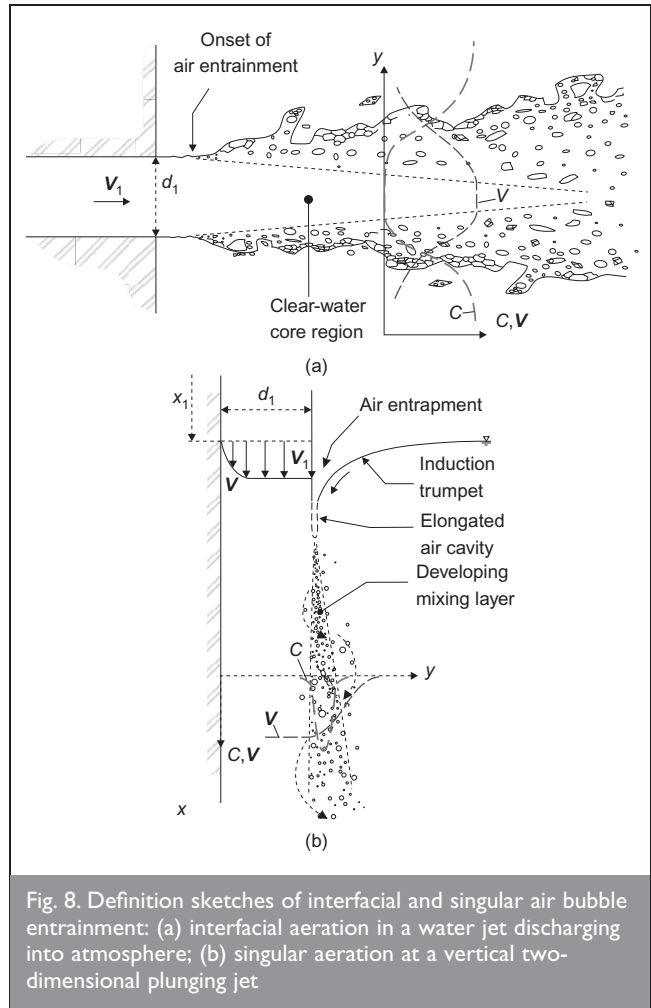 Onset of
air entrainment
y
V₁
d₁
V
Clear-water
core region
C
C,V
(a)
x₁
d₁
Air entrapment
V₁
V
Induction
trumpet
Elongated
air cavity
Developing
mixing layer
C
y
V
C,V
x
(b)
Fig. 8. Definition sketches of interfacial and singular air bubble
entrainment: (a) interfacial aeration in a water jet discharging
into atmosphere; (b) singular aeration at a vertical two-
dimensional plunging jet